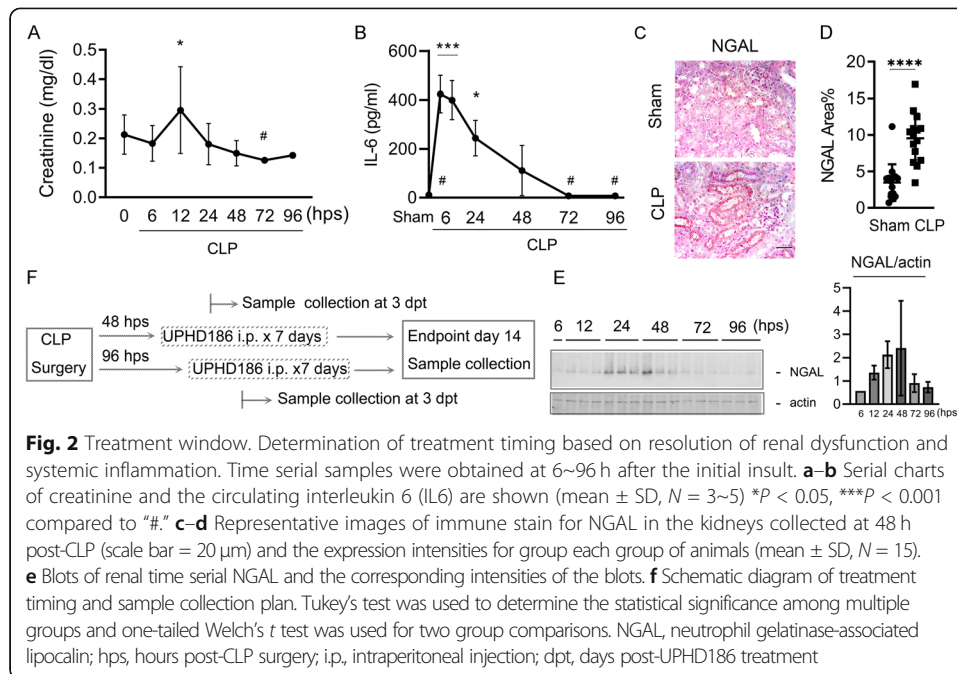 A
Creatinine (mg/dl)
0.5
0.4
0.3
0.2
0.1
0.0
*
#
0 6 12 24 48 72 96 (hps)
CLP
B
IL-6 (pg/ml)
600
400
200
0
***
*
# # #
Sham 6 24 48 72 96
CLP
C
NGAL
Sham
CLP
D
NGAL Area%
20
15
10
5
0
****
Sham CLP
F
CLP
Surgery
48 hps
96 hps
Sample collection at 3 dpt
UPHD186 i.p. x 7 days
UPHD186 i.p. x7 days
Sample collection at 3 dpt
Endpoint day 14
Sample collection
E
6 12 24 48 72 96 (hps)
- NGAL
- actin
NGAL/actin
5
4
3
2
1
0
6 12 24 48 72 96 (hps)
Fig. 2 Treatment window. Determination of treatment timing based on resolution of renal dysfunction and
systemic inflammation. Time serial samples were obtained at 6~96 h after the initial insult. a–b Serial charts
of creatinine and the circulating interleukin 6 (IL6) are shown (mean ± SD, N = 3~5) *P < 0.05, ***P < 0.001
compared to “#.” c–d Representative images of immune stain for NGAL in the kidneys collected at 48 h
post-CLP (scale bar = 20 μm) and the expression intensities for group each group of animals (mean ± SD, N = 15).
e Blots of renal time serial NGAL and the corresponding intensities of the blots. f Schematic diagram of treatment
timing and sample collection plan. Tukey’s test was used to determine the statistical significance among multiple
groups and one-tailed Welch’s t test was used for two group comparisons. NGAL, neutrophil gelatinase-associated
lipocalin; hps, hours post-CLP surgery; i.p., intraperitoneal injection; dpt, days post-UPHD186 treatment